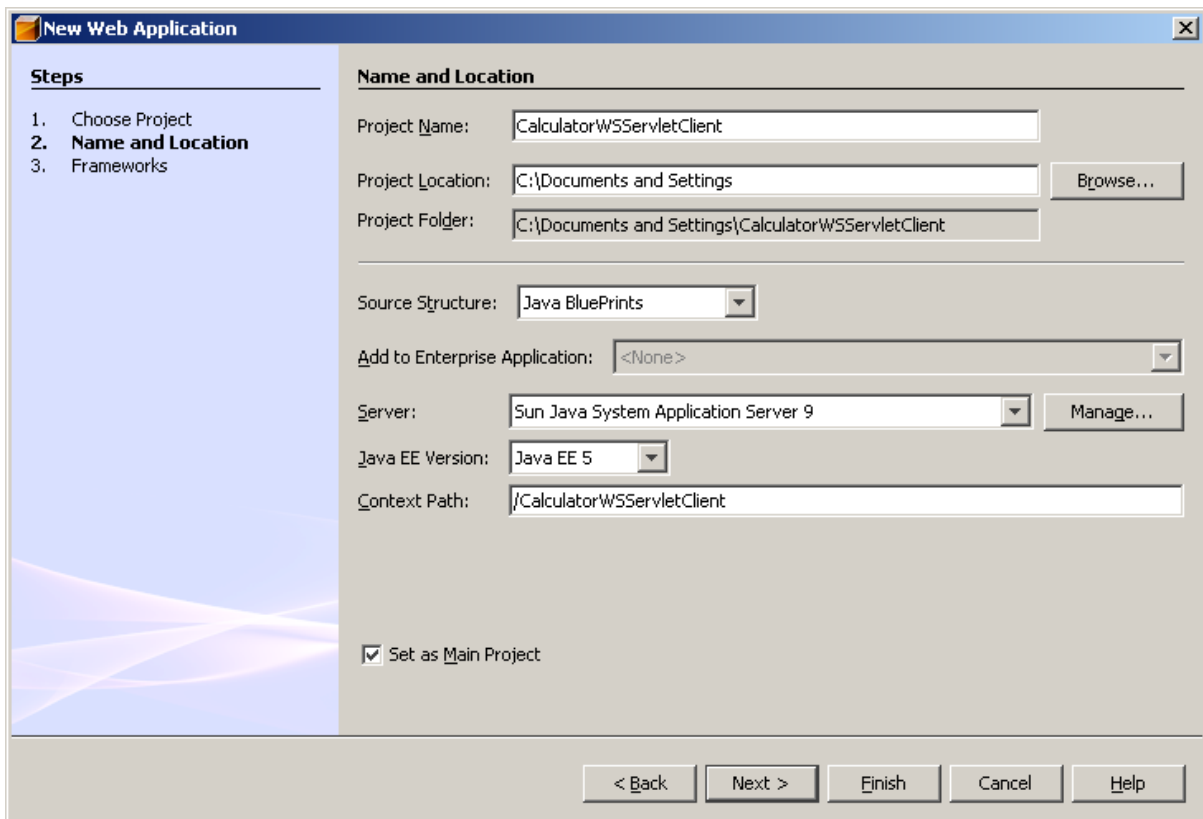 New Web Application
Steps
1. Choose Project
2. Name and Location
3. Frameworks
Name and Location
Project Name: CalculatorWSServletClient
Project Location: C:\Documents and Settings Browse...
Project Folder: C:\Documents and Settings\CalculatorWSServletClient
Source Structure: Java BluePrints
Add to Enterprise Application: <None>
Server: Sun Java System Application Server 9 Manage...
Java EE Version: Java EE 5
Context Path: /CalculatorWSServletClient
Set as Main Project
< Back Next > Finish Cancel Help